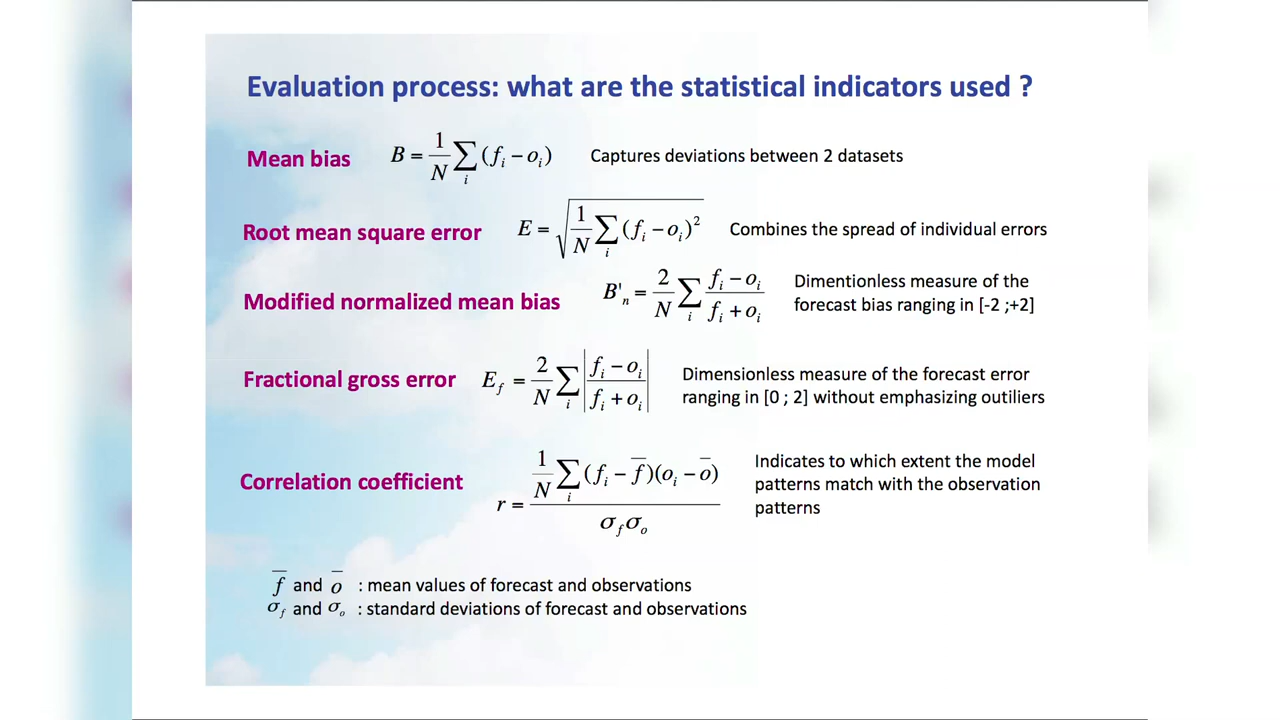 Evaluation process: what are the statistical indicators used ?
Mean bias B = 1/N ∑_i (f_i − o_i) Captures deviations between 2 datasets
Root mean square error E = √(1/N ∑_i (f_i − o_i)²) Combines the spread of individual errors
Modified normalized mean bias B'_n = 2/N ∑_i (f_i − o_i)/(f_i + o_i) Dimentionless measure of the
forecast bias ranging in [-2 ;+2]
Fractional gross error E_f = 2/N ∑_i |(f_i − o_i)/(f_i + o_i)| Dimensionless measure of the forecast error
ranging in [0 ; 2] without emphasizing outiliers
Correlation coefficient r = (1/N ∑_i (f_i − f̄)(o_i − ō))/(σ_f σ_o) Indicates to which extent the model
patterns match with the observation
patterns
f̄ and ō : mean values of forecast and observations
σ_f and σ_o : standard deviations of forecast and observations